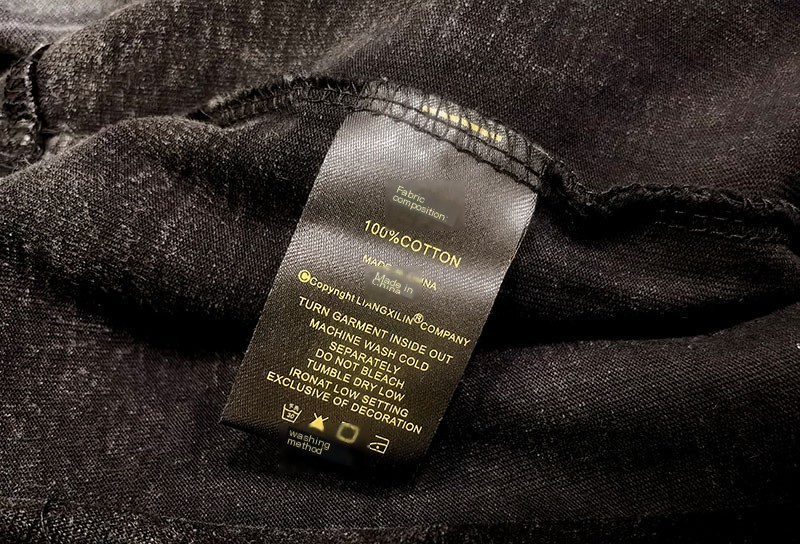 Fabric
composition:
100%COTTON
MADE CHINA
Made in
China
©Copyright LIANGXILIN®COMPANY
TURN GARMENT INSIDE OUT
MACHINE WASH COLD
SEPARATELY
DO NOT BLEACH
TUMBLE DRY LOW
IRONAT LOW SETTING
EXCLUSIVE OF DECORATION
30
washing
method